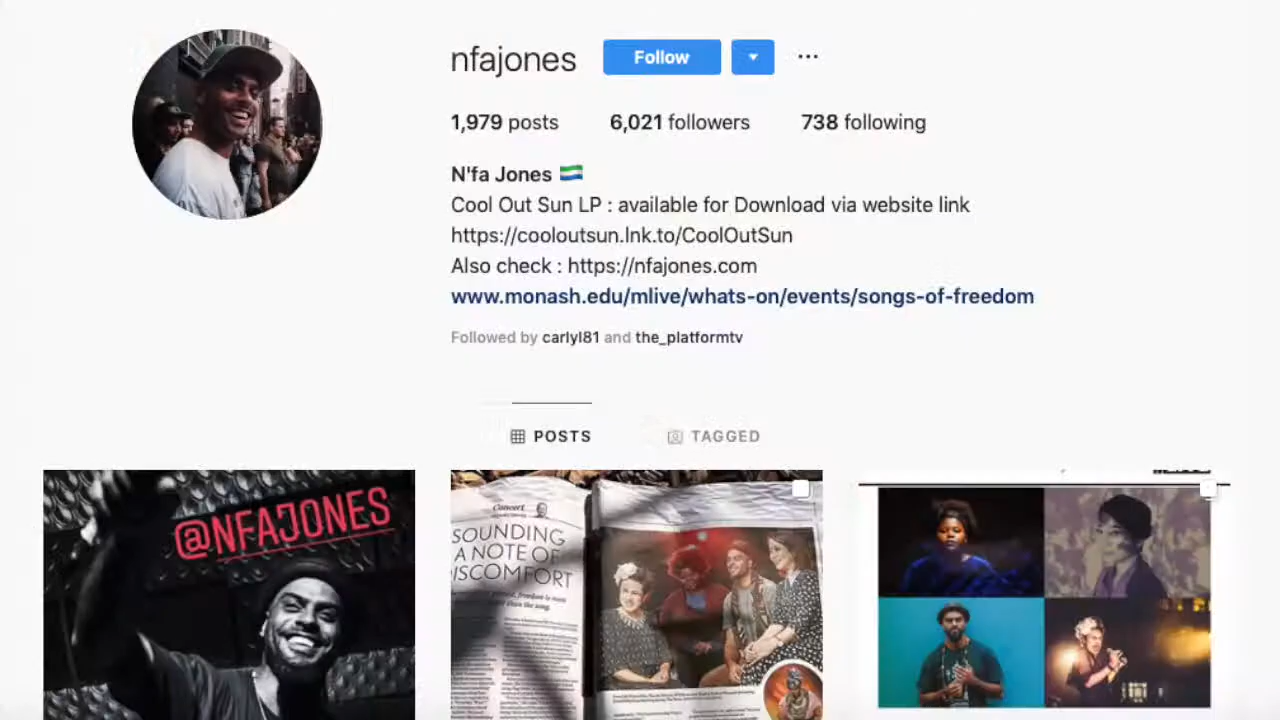 nfajones Follow
1,979 posts 6,021 followers 738 following
N'fa Jones
Cool Out Sun LP : available for Download via website link
https://cooloutsun.lnk.to/CoolOutSun
Also check : https://nfajones.com
www.monash.edu/mlive/whats-on/events/songs-of-freedom
Followed by carlyl81 and the_platformtv
POSTS TAGGED
@NFAJONES
Concert
SOUNDING
A NOTE OF
ISCOMFORT